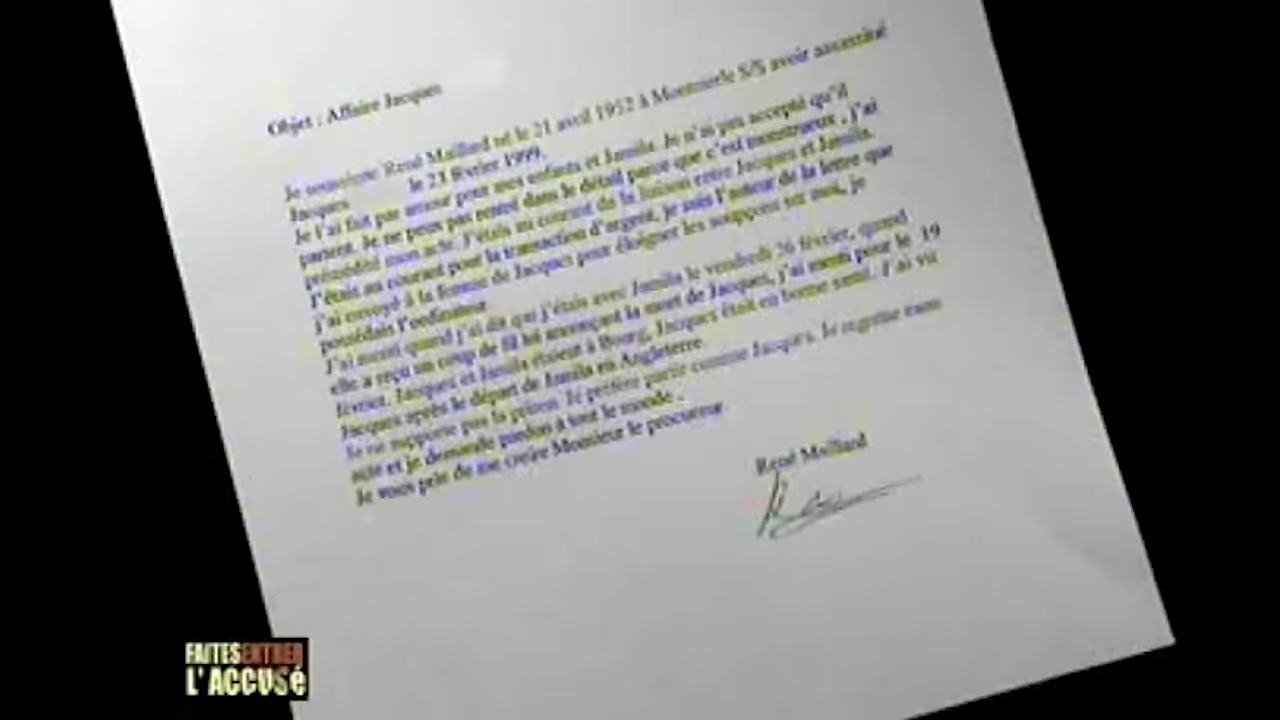 Objet : Affaire Jacques
Je soussigné René Maillard né le 21 avril 1952 à Montmerle S/S avoir assassiné
Jacques le 23 février 1999.
Je l'ai fait par amour pour mes enfants et Jamila. Je n'ai pas accepté qu'il
partent. Je ne peux pas entré dans le détail parce que c'est monstrueux, j'ai
prémédité mon acte. J'étais au courant de la liaison entre Jacques et Jamila.
J'étais au courant pour la transaction d'argent, je suis l'auteur de la lettre que
j'ai envoyé à la femme de Jacques pour éloigner les soupçons sur moi, je
possédais l'ordinateur.
J'ai menti quand j'ai dit qui j'étais avec Jamila le vendredi 26 février, quand
elle a reçu un coup de fil lui annonçant la mort de Jacques, j'ai menti pour le 19
février. Jacques et Jamila étaient à Bourg, Jacques était en bonne santé. J'ai vu
Jacques après le départ de Jamila en Angleterre.
Je ne supporte pas la prison. Je préfère partir comme Jacques. Je regrette mon
acte et je demande pardon à tout le monde.
Je vous prie de me croire Monsieur le procureur.
René Maillard
FAITES ENTRER
L'ACCUSé